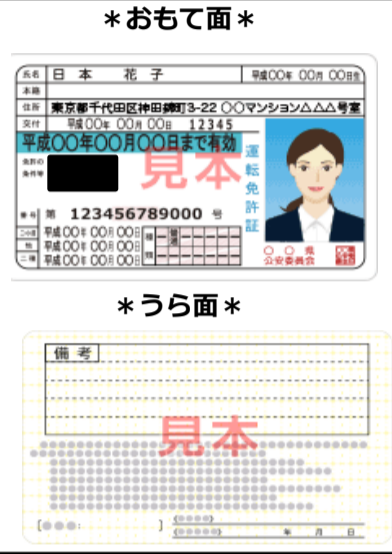 ＊おもて面＊
氏名 日本 花子 平成〇〇年 〇〇月 〇〇日生
本籍
住所 東京都千代田区神田錦町3-22 〇〇マンション△△△号室
交付 平成〇〇年 〇〇月 〇〇日 12345
平成〇〇年〇〇月〇〇日まで有効
免許の
条件等
見本
運転免許証
番号 第 123456789000 号
二小原 平成〇〇年 〇〇月 〇〇日
他 平成〇〇年 〇〇月 〇〇日
二種 平成〇〇年 〇〇月 〇〇日
種類 普通
〇 〇 県
公安委員会
＊うら面＊
備考
見本
年 月 日